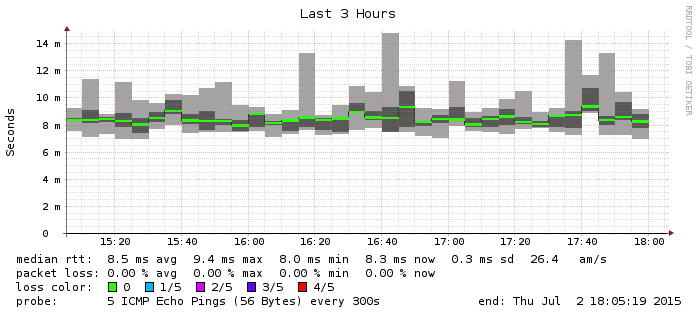 Last 3 Hours
RRDTOOL / TOBI OETIKER
Seconds
14 m
12 m
10 m
8 m
6 m
4 m
2 m
0
15:20 15:40 16:00 16:20 16:40 17:00 17:20 17:40 18:00
median rtt: 8.5 ms avg 9.4 ms max 8.0 ms min 8.3 ms now 0.3 ms sd 26.4 am/s
packet loss: 0.00 % avg 0.00 % max 0.00 % min 0.00 % now
loss color: 0 1/5 2/5 3/5 4/5
probe: 5 ICMP Echo Pings (56 Bytes) every 300s end: Thu Jul 2 18:05:19 2015